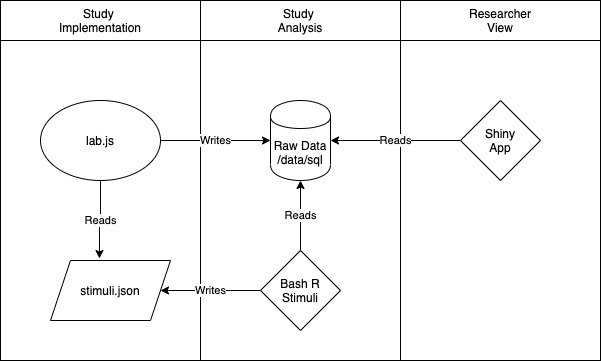 Study
Implementation
Study
Analysis
Researcher
View
lab.js
Writes
Raw Data
/data/sql
Reads
Shiny
App
Reads
Reads
stimuli.json
Writes
Bash R
Stimuli